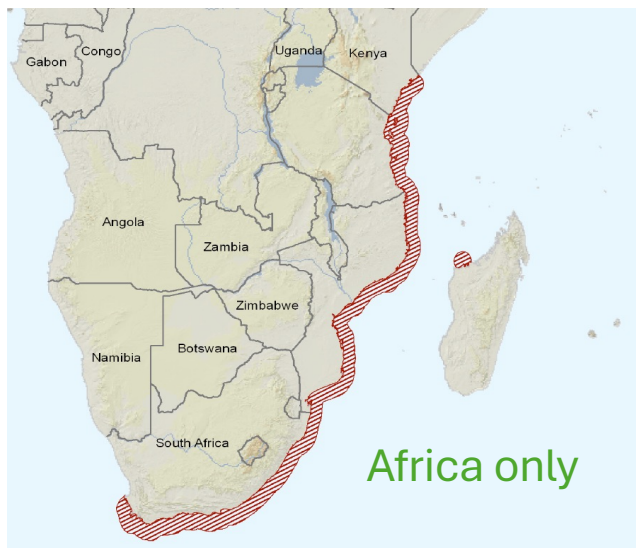 Uganda
Kenya
Congo
Gabon
Angola
Zambia
Zimbabwe
Namibia
Botswana
South Africa
Africa only